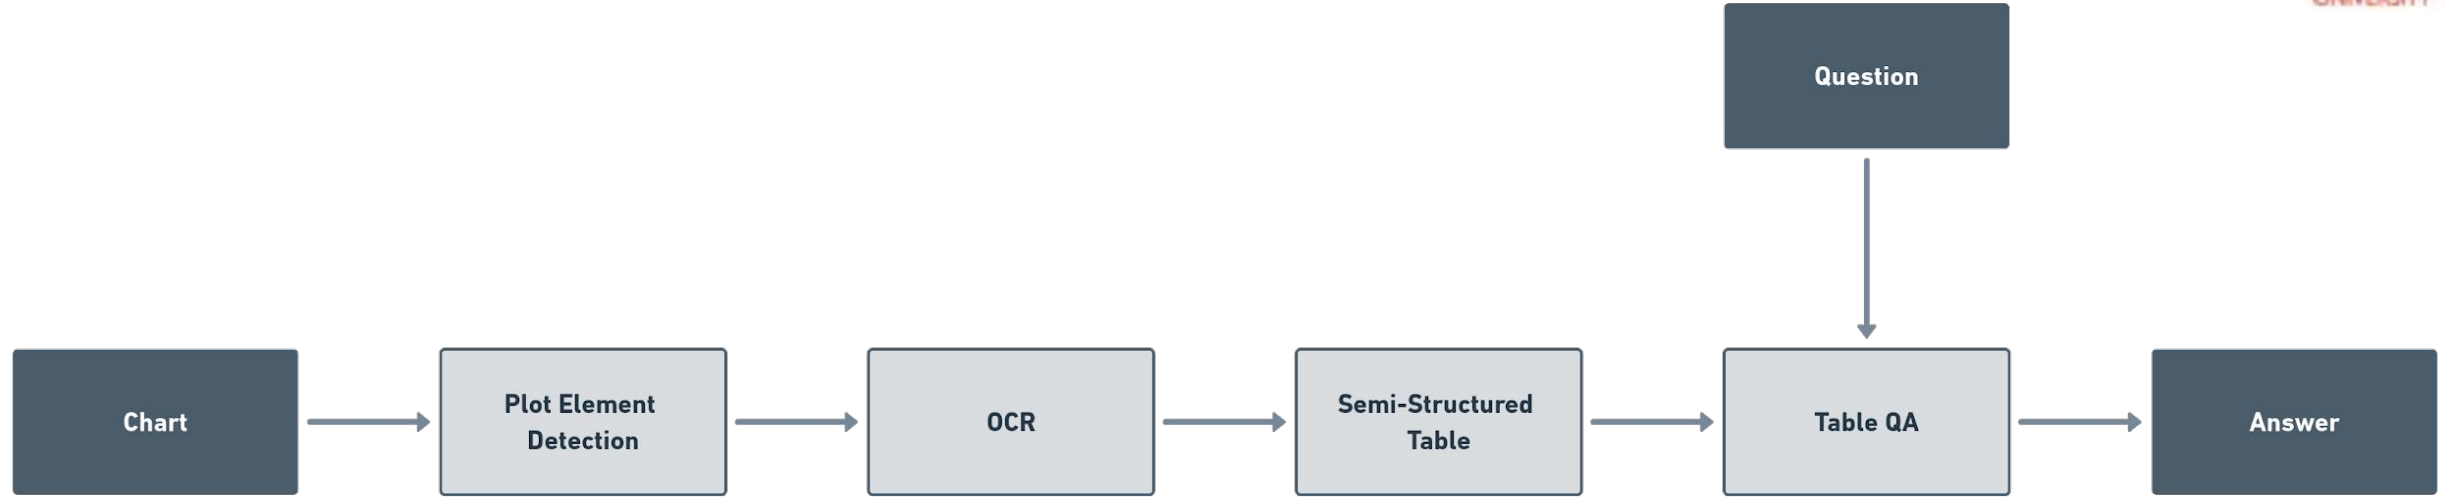 Question
Chart
Plot Element
Detection
OCR
Semi-Structured
Table
Table QA
Answer